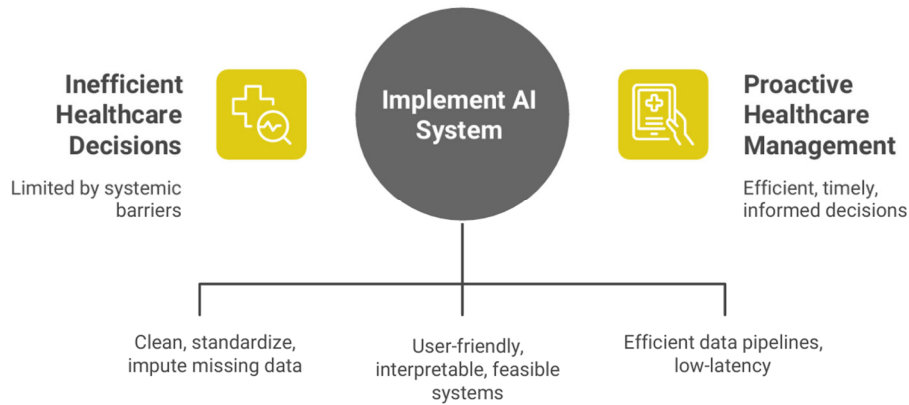 Inefficient
Healthcare
Decisions
Limited by systemic
barriers
Implement AI
System
Proactive
Healthcare
Management
Efficient, timely,
informed decisions
Clean, standardize,
impute missing data
User-friendly,
interpretable, feasible
systems
Efficient data pipelines,
low-latency